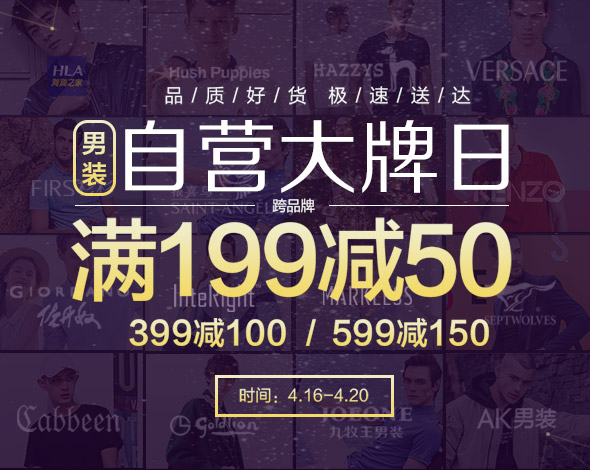 HLA
海澜之家
Hush Puppies
HAZZYS
VERSACE
品/质/好/货 极/速/送/达
男装
自营大牌日
FIRS
SAINT-ANGELO
KENZO
跨品牌
满199减50
GIORDANO
佐丹奴
InteRight
MARKLESS
SEPTWOLVES
399减100 / 599减150
时间：4.16-4.20
Cabbeen
Goldlion
JOEONE
九牧王男装
AK男装